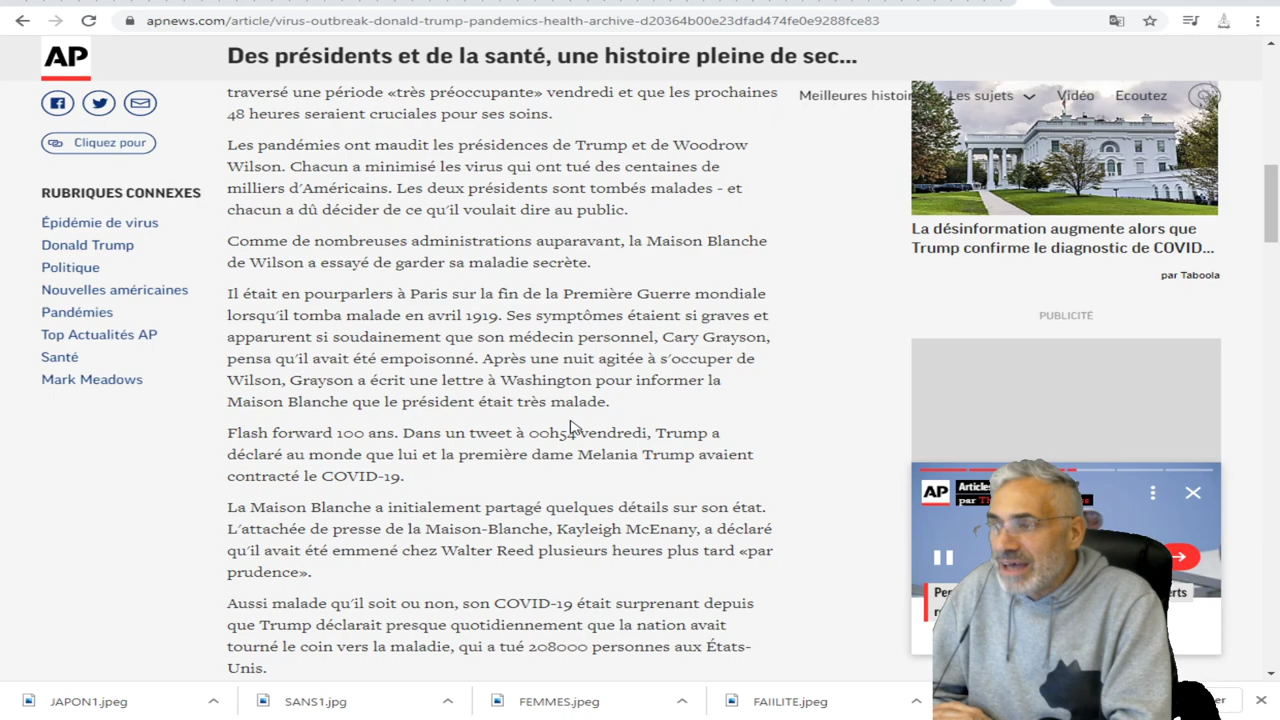 apnews.com/article/virus-outbreak-donald-trump-pandemics-health-archive-d20364b00e23dfad474fe0e9288fce83
AP
Des présidents et de la santé, une histoire pleine de sec...
Meilleures
Les sujets
Vidéo
Ecoutez
Cliquez pour
RUBRIQUES CONNEXES
Épidémie de virus
Donald Trump
Politique
Nouvelles américaines
Pandémies
Top Actualités AP
Santé
Mark Meadows
traversé une période «très préoccupante» vendredi et que les prochaines
48 heures seraient cruciales pour ses soins.
Les pandémis ont maudit les présidences de Trump et de Woodrow
Wilson. Chacun a minimisé les virus qui ont tué des centaines de
milliers d'Américains. Les deux présidents sont tombés malades - et
chacun a dû décider de ce qu'il voulait dire au public.
Comme de nombreuses administrations auparavant, la Maison Blanche
de Wilson a essayé de garder sa maladie secrète.
Il était en pourparlers à Paris sur la fin de la Première Guerre mondiale
lorsqu'il tomba malade en avril 1919. Ses symptômes étaient si graves et
apparurent si soudainement que son médecin personnel, Cary Grayson,
pensa qu'il avait été empoisonné. Après une nuit agitée à s'occuper de
Wilson, Grayson a écrit une lettre à Washington pour informer la
Maison Blanche que le président était très malade.
Flash forward 100 ans. Dans un tweet à 00h54 vendredi, Trump a
déclaré au monde que lui et la première dame Melania Trump avaient
contracté le COVID-19.
La Maison Blanche a initialement partagé quelques détails sur son état.
L'attachée de presse de la Maison-Blanche, Kayleigh McEnany, a déclaré
qu'il avait été emmené chez Walter Reed plusieurs heures plus tard «par
prudence».
Aussi malade qu'il soit ou non, son COVID-19 était surprenant depuis
que Trump déclarait presque quotidiennement que la nation avait
tourné le coin vers la maladie, qui a tué 208000 personnes aux États-
Unis.
La désinformation augmente alors que
Trump confirme le diagnostic de COVID...
par Taboola
PUBLICITÉ
AP
par
JAPON1.jpeg
SANS1.jpg
FEMMES.jpeg
FAIILITE.jpeg